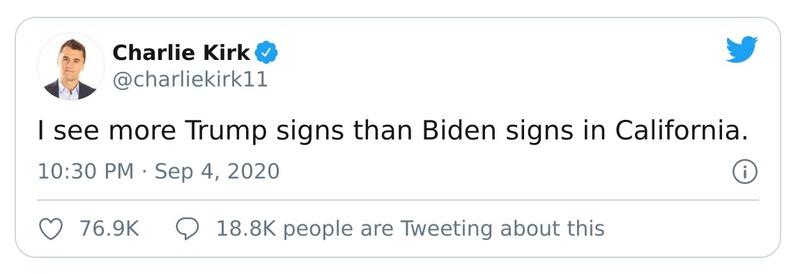 Charlie Kirk
@charliekirk11
I see more Trump signs than Biden signs in California.
10:30 PM · Sep 4, 2020
76.9K 18.8K people are Tweeting about this